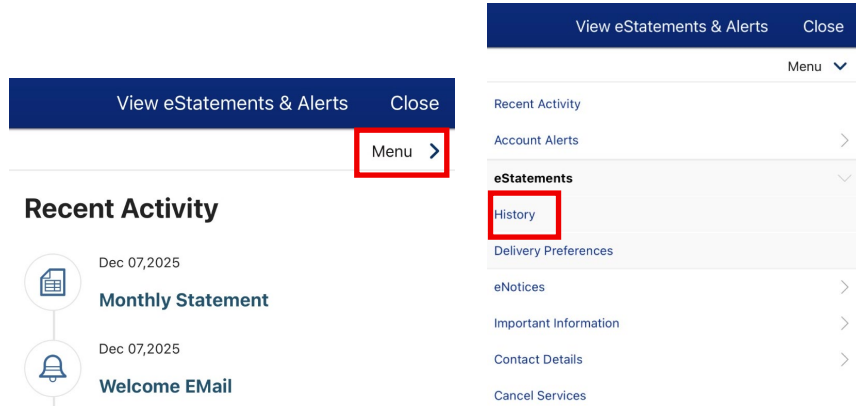 View eStatements & Alerts Close
Menu
Recent Activity
Dec 07,2025
Monthly Statement
Dec 07,2025
Welcome EMail
View eStatements & Alerts Close
Menu
Recent Activity
Account Alerts
eStatements
History
Delivery Preferences
eNotices
Important Information
Contact Details
Cancel Services